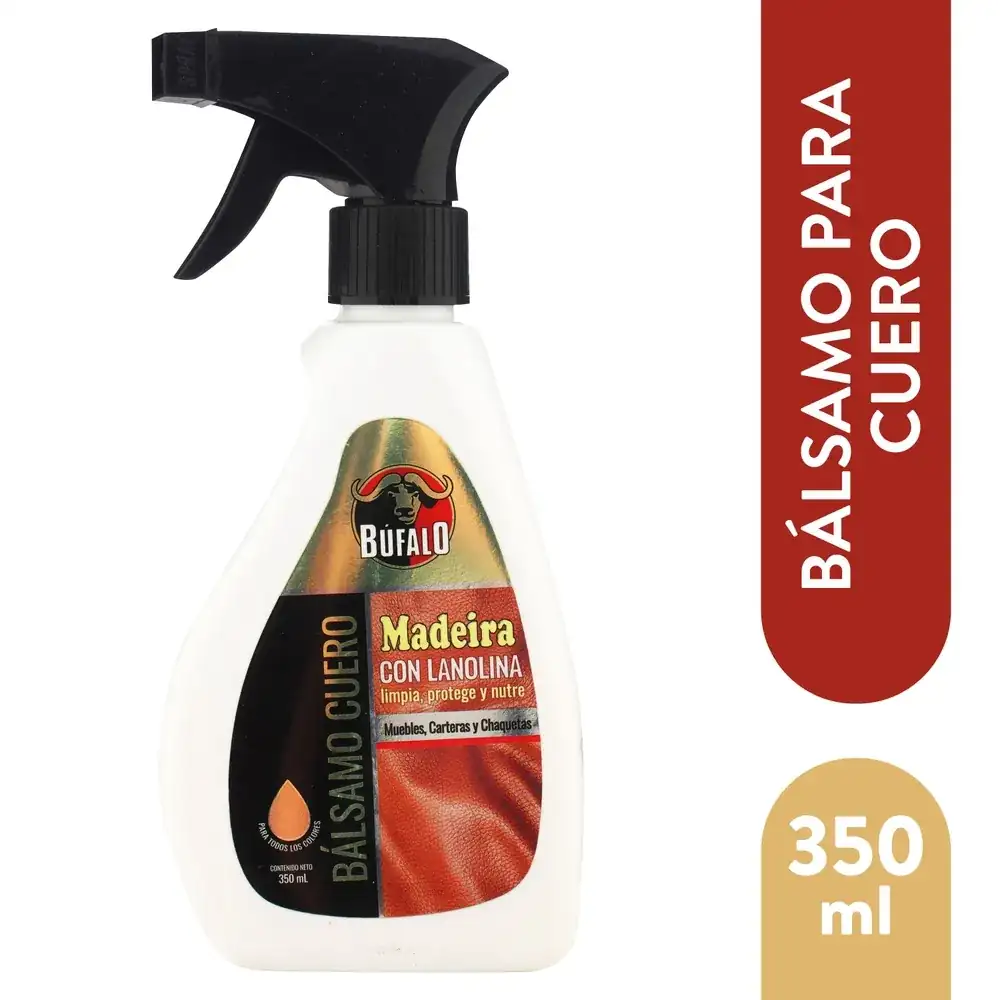 BÚFALO
Madeira
CON LANOLINA
limpia, protege y nutre
Muebles, Carteras y Chaquetas
BÁLSAMO CUERO
PARA TODOS LOS COLORES
CONTENIDO NETO
350 mL
BÁLSAMO PARA
CUERO
350
ml